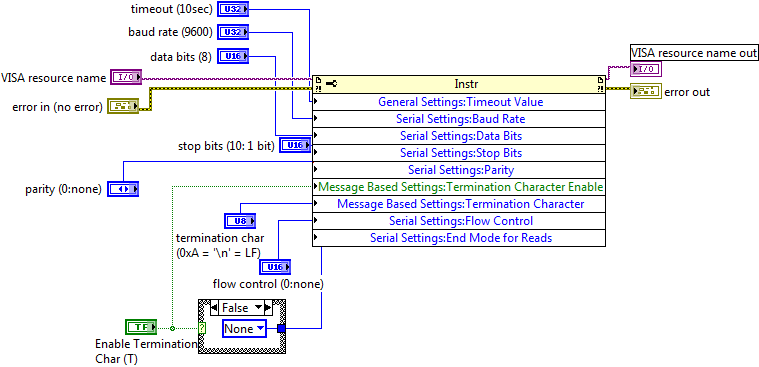 timeout (10sec)
U32
baud rate (9600)
U32
data bits (8)
U16
VISA resource name
I/O
error in (no error)
Instr
General Settings:Timeout Value
Serial Settings:Baud Rate
Serial Settings:Data Bits
Serial Settings:Stop Bits
Serial Settings:Parity
Message Based Settings:Termination Character Enable
Message Based Settings:Termination Character
Serial Settings:Flow Control
Serial Settings:End Mode for Reads
VISA resource name out
I/O
error out
stop bits (10: 1 bit)
U16
parity (0:none)
U8
termination char
(0xA = '\n' = LF)
U16
flow control (0:none)
False
None
?
TF
Enable Termination
Char (T)